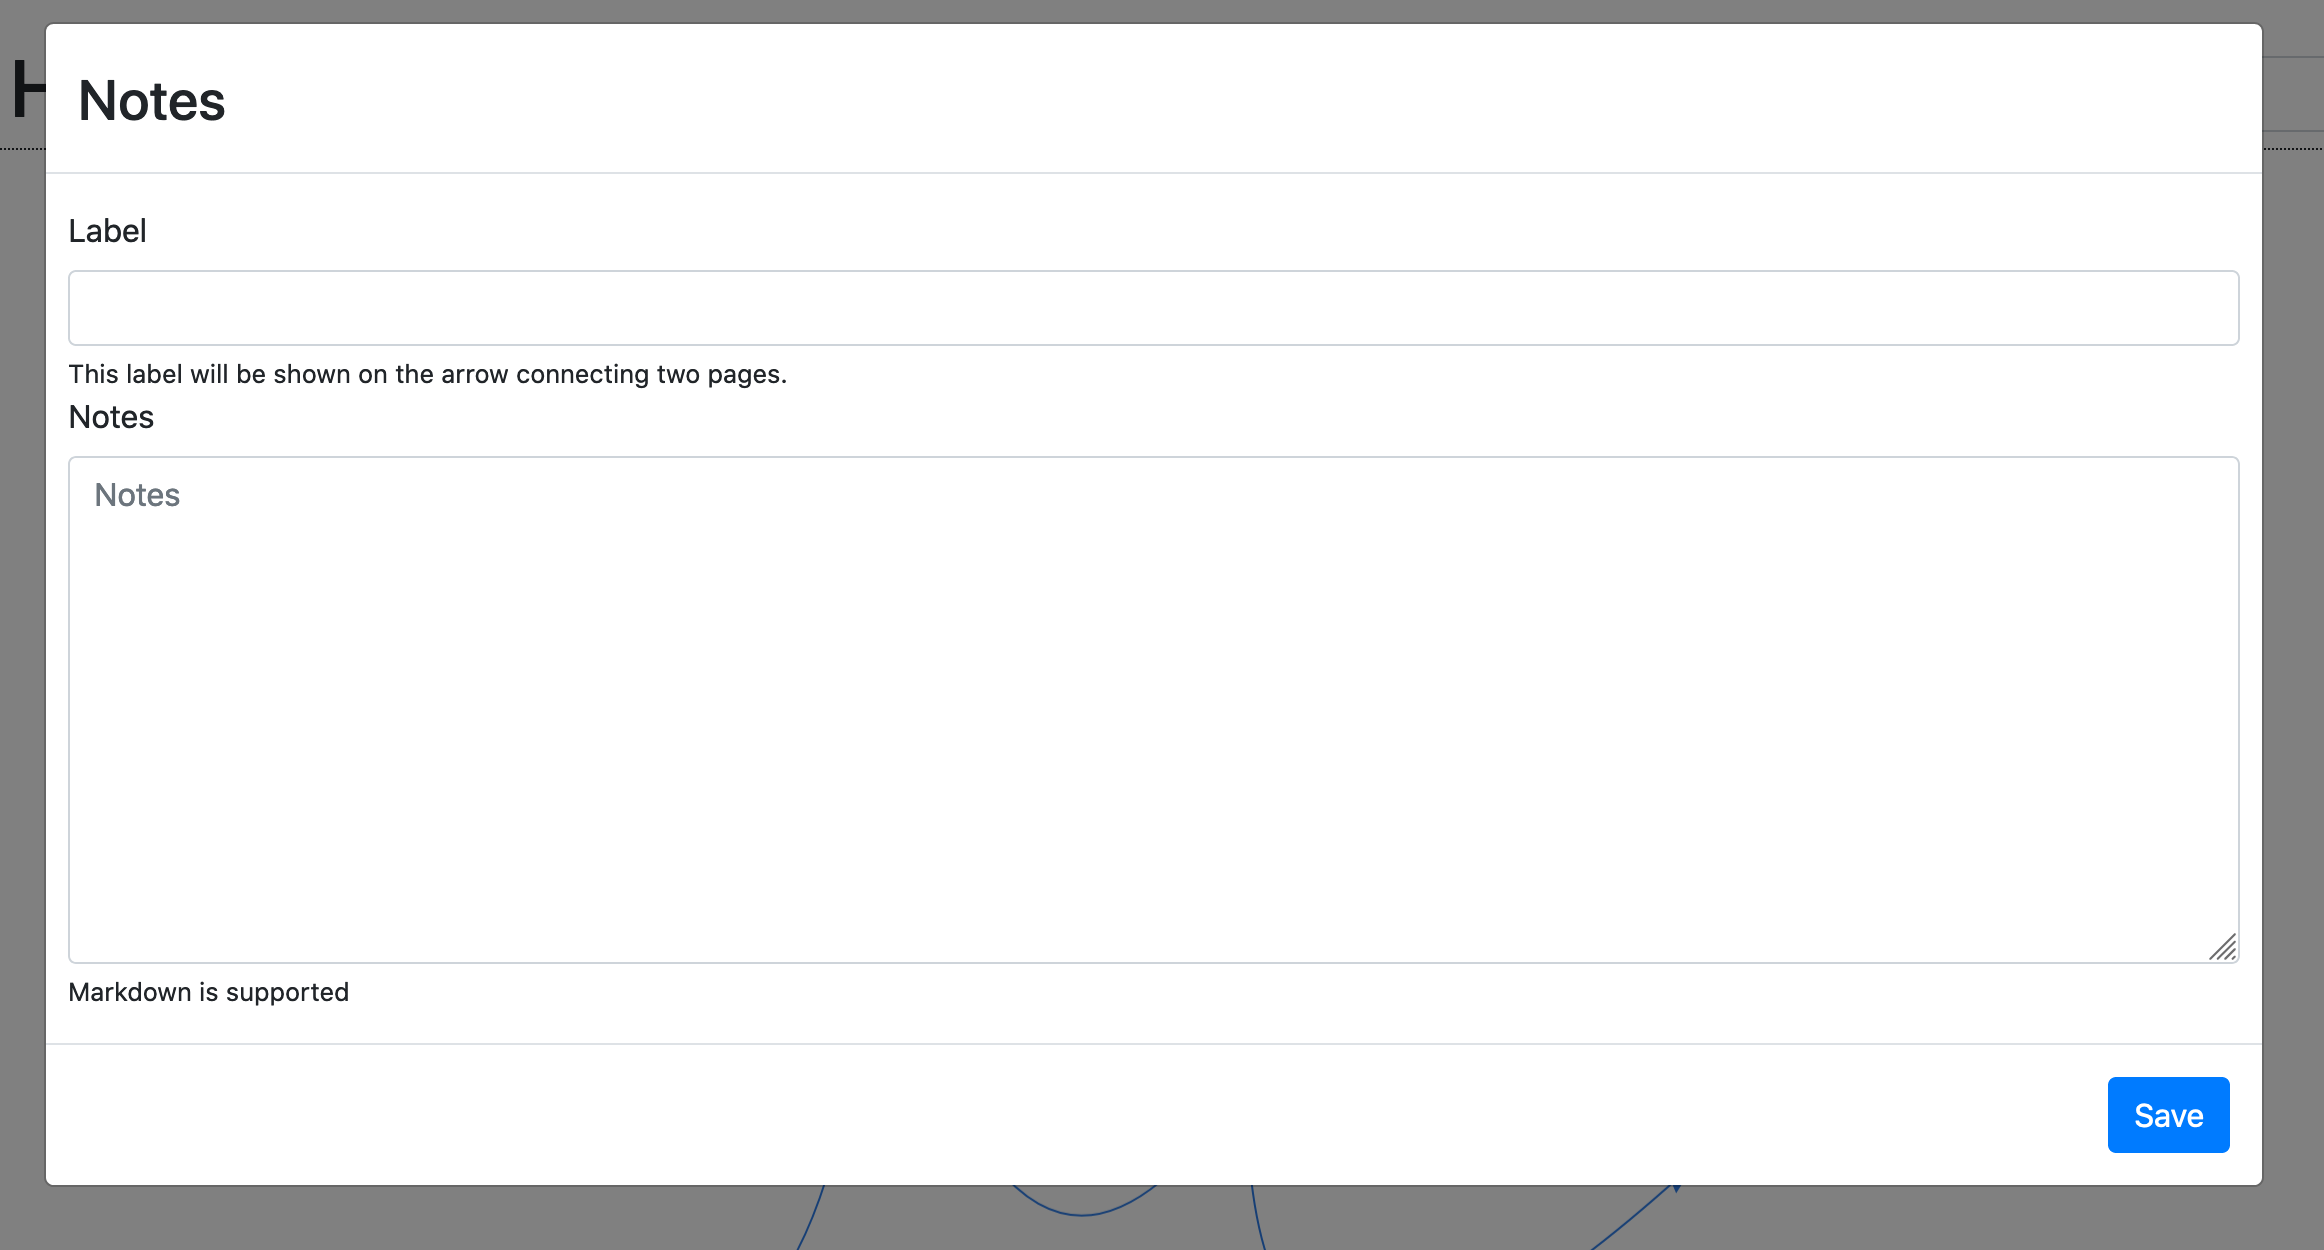 H
Notes
Label
This label will be shown on the arrow connecting two pages.
Notes
Notes
Markdown is supported
Save